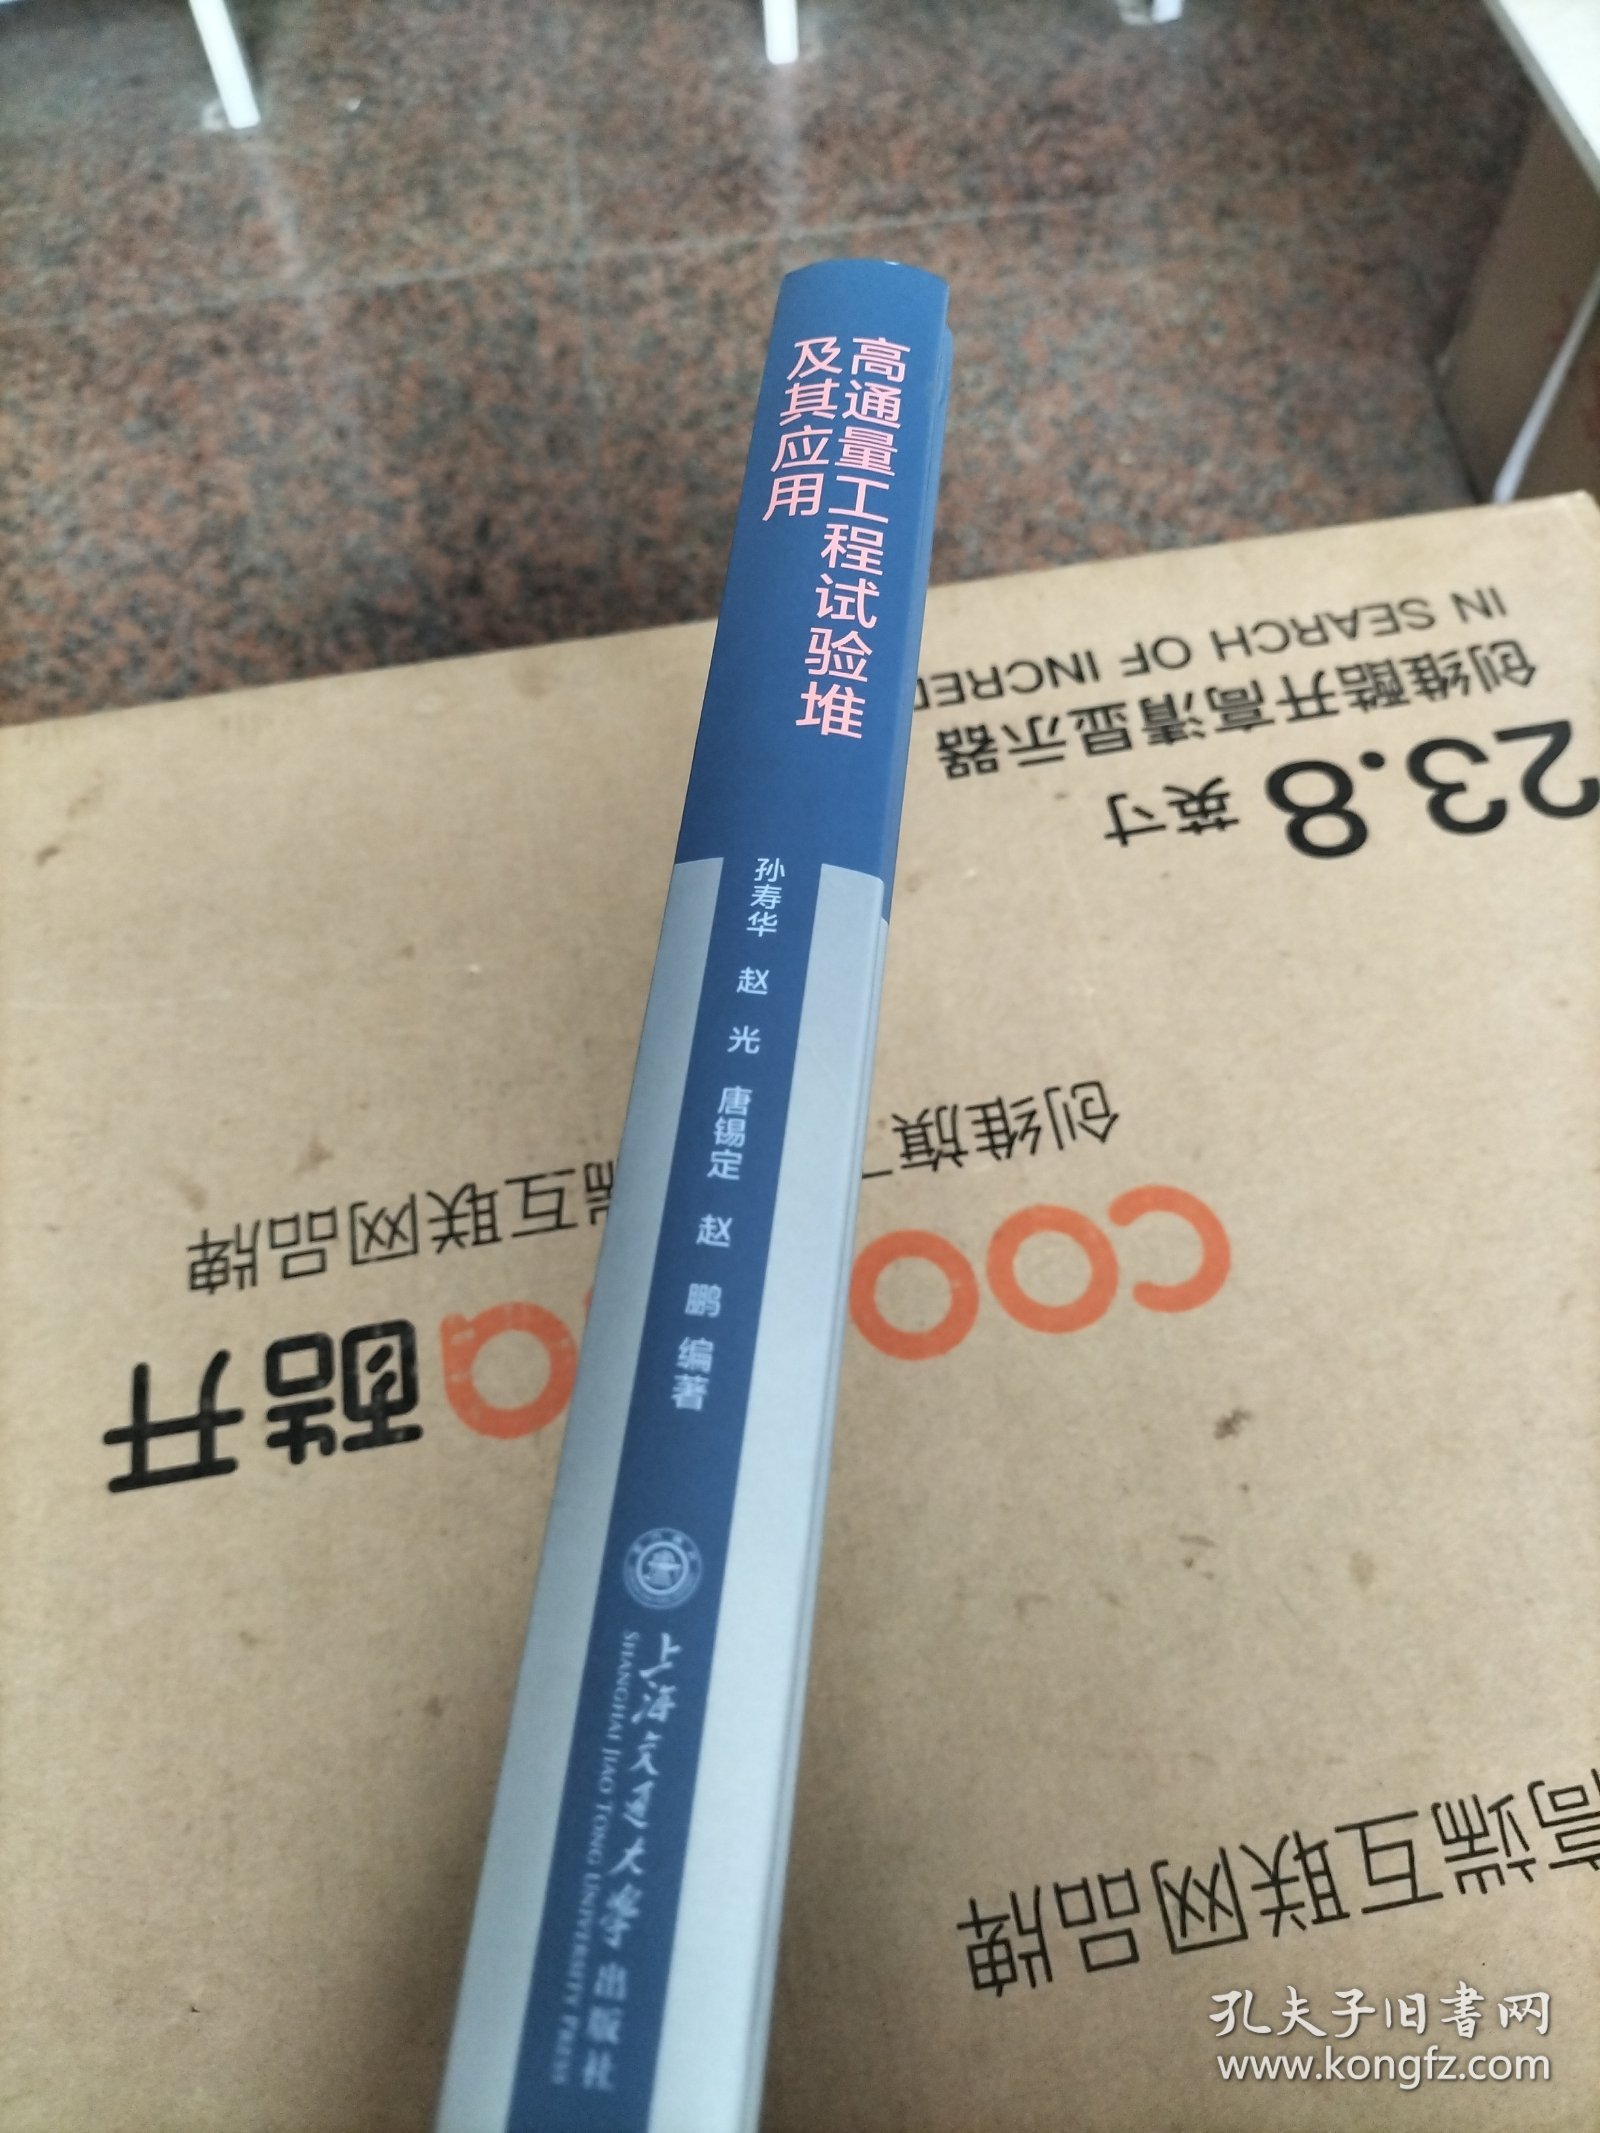 高通量工程试验堆
及其应用
孙寿华 赵 光 唐锡定 赵 鹏 编著
上海交通大学出版社
SHANGHAI JIAO TONG UNIVERSITY PRESS
IN SEARCH OF INCRED
创维酷开高清显示器
23.8 英寸
创维旗
端互联网品牌
coo
a
酷开
高端互联网品牌
孔夫子旧书网
www.kongfz.com